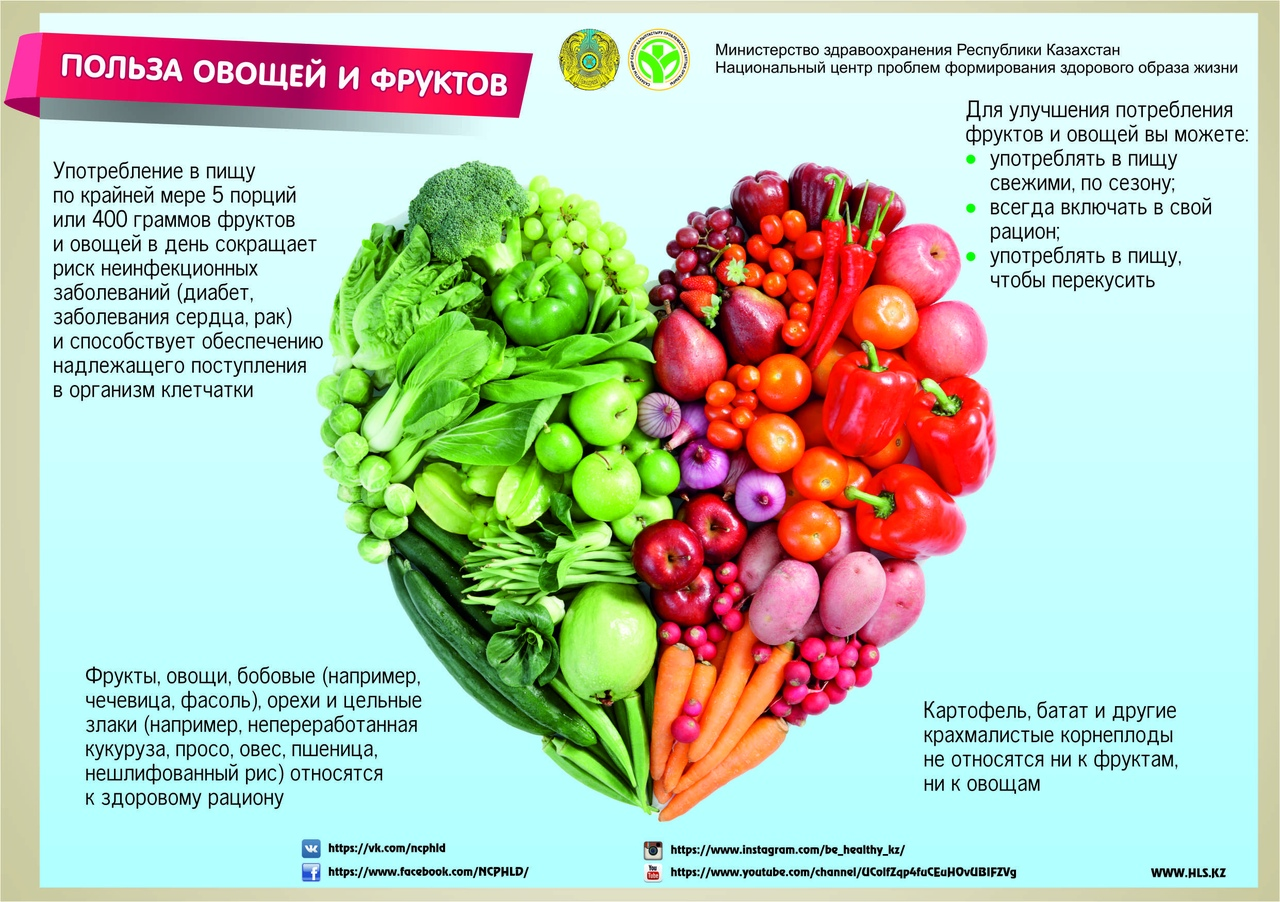 ПОЛЬЗА ОВОЩЕЙ И ФРУКТОВ
Министерство здравоохранения Республики Казахстан
Национальный центр проблем формирования здорового образа жизни
Употребление в пищу
по крайней мере 5 порций
или 400 граммов фруктов
и овощей в день сокращает
риск неинфекционных
заболеваний (диабет,
заболевания сердца, рак)
и способствует обеспечению
надлежащего поступления
в организм клетчатки
Для улучшения потребления
фруктов и овощей вы можете:
• употреблять в пищу
свежими, по сезону;
• всегда включать в свой
рацион;
• употреблять в пищу,
чтобы перекусить
Фрукты, овощи, бобовые (например,
чечевица, фасоль), орехи и цельные
злаки (например, непереработанная
кукуруза, просо, овес, пшеница,
нешлифованный рис) относятся
к здоровому рациону
Картофель, батат и другие
крахмалистые корнеплоды
не относятся ни к фруктам,
ни к овощам
https://vk.com/ncphld
https://www.facebook.com/NCPHLD/
https://www.instagram.com/be_healthy_kz/
https://www.youtube.com/channel/UColfZqp4fuCEuHOvUBIFZVg
WWW.HLS.KZ